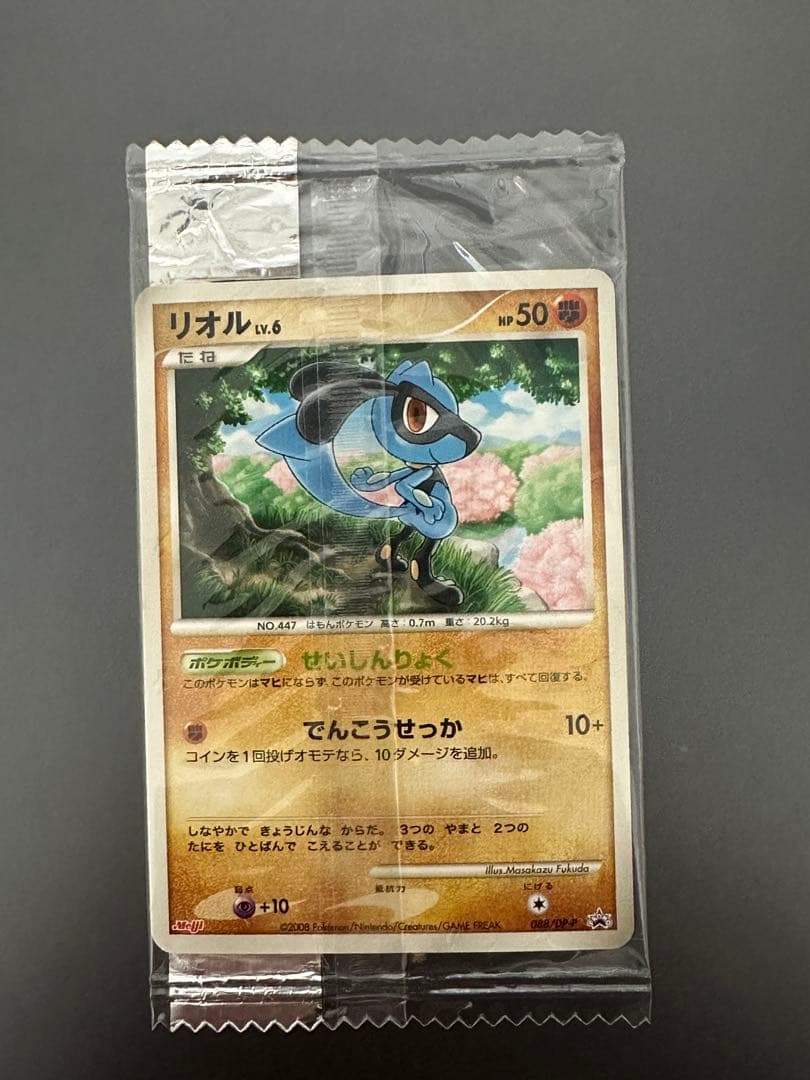 リオル LV.6
HP 50
たね
NO.447 はもんポケモン 高さ：0.7m 重さ：20.2kg
ポケボディー せいしんりょく
このポケモンはマヒにならず、このポケモンが受けているマヒは、すべて回復する。
でんこうせっか 10+
コインを1回投げオモテなら、10ダメージを追加。
しなやかで きょうじんな からだ。 3つの やまと 2つの
たにを ひとばんで こえることが できる。
Illus.Masakazu Fukuda
弱点 抵抗力 にげる
+10
Meiji ©2008 Pokémon/Nintendo/Creatures/GAME FREAK 088/DP-P